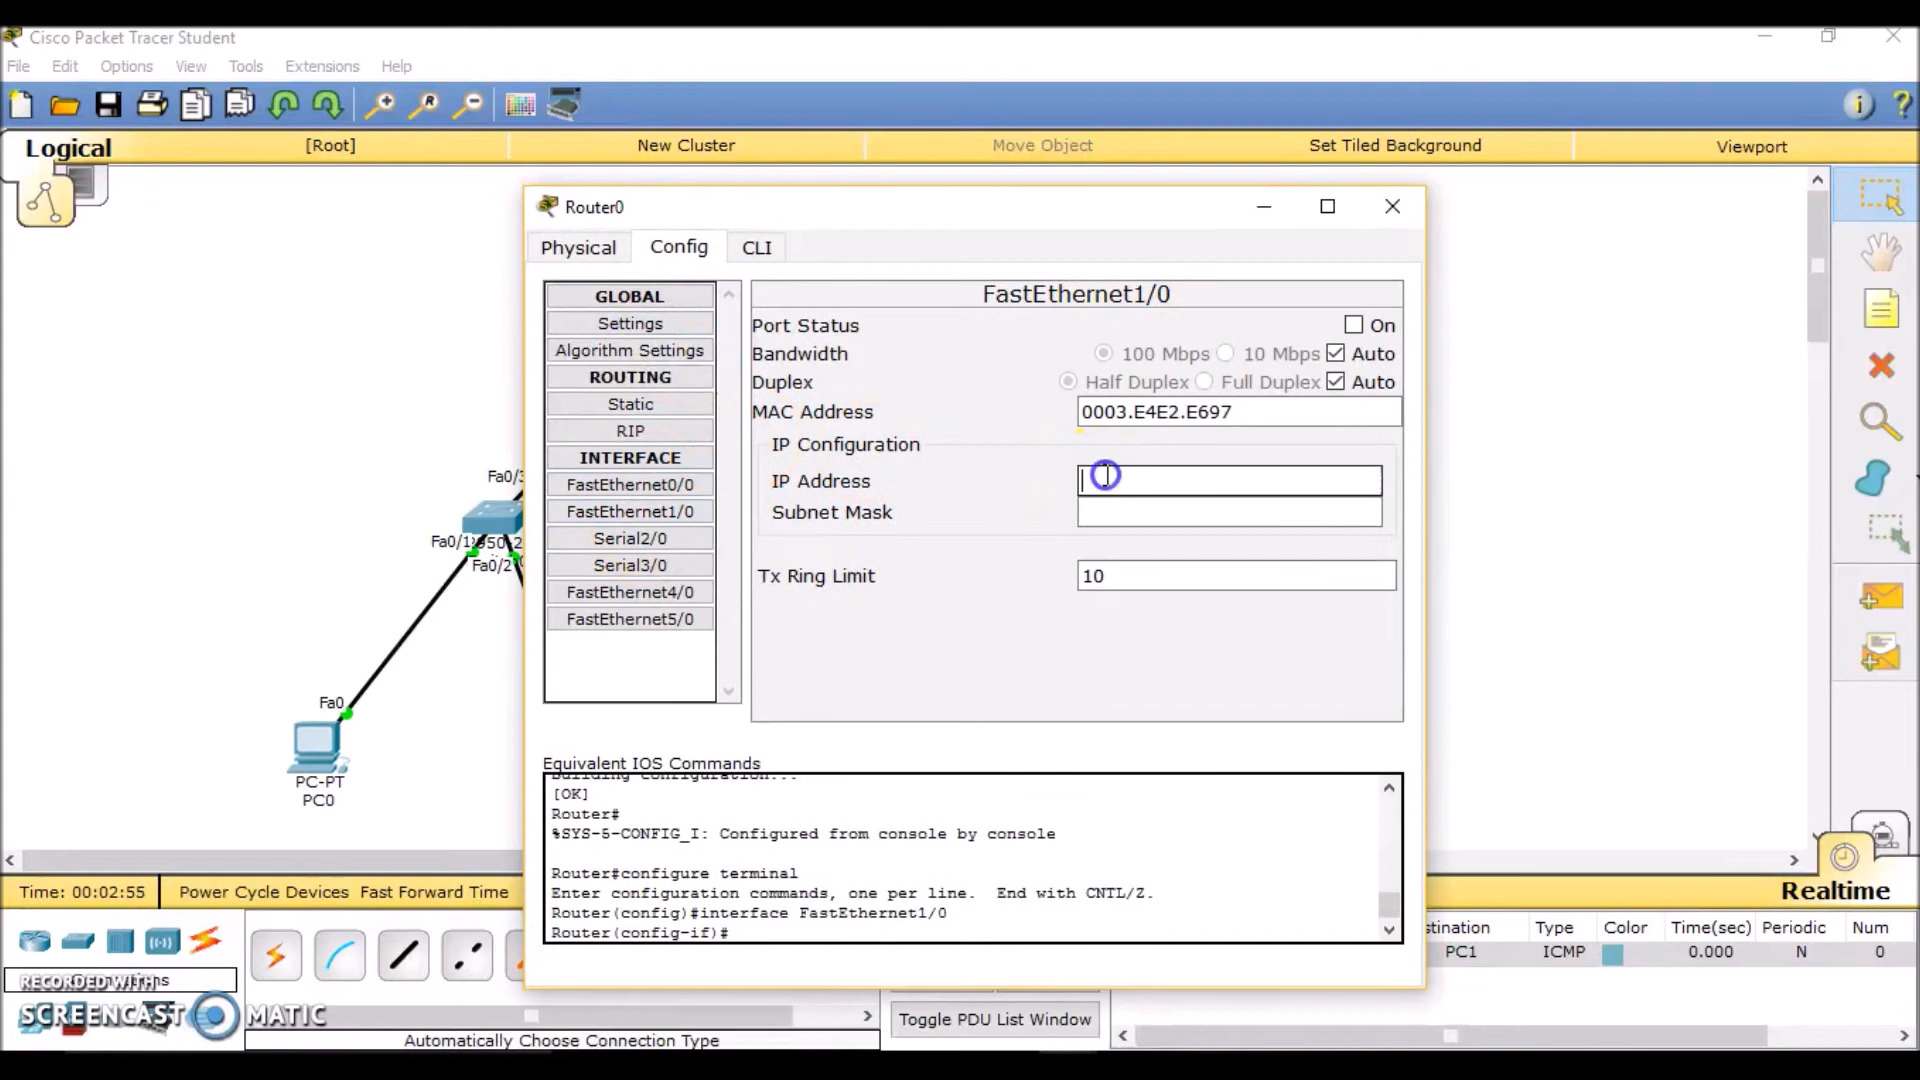 Cisco Packet Tracer Student
File Edit Options View Tools Extensions Help
Logical [Root] New Cluster Move Object Set Tiled Background Viewport
Router0
Physical Config CLI
GLOBAL
Settings
Algorithm Settings
ROUTING
Static
RIP
INTERFACE
FastEthernet0/0
FastEthernet1/0
Serial2/0
Serial3/0
FastEthernet4/0
FastEthernet5/0
FastEthernet1/0
Port Status On
Bandwidth 100 Mbps 10 Mbps Auto
Duplex Half Duplex Full Duplex Auto
MAC Address 0003.E4E2.E697
IP Configuration
IP Address
Subnet Mask
Tx Ring Limit 10
Fa0/3
Fa0/1
Fa0/2
Fa0
PC-PT
PC0
Equivalent IOS Commands
Building configuration...
[OK]
Router#
%SYS-5-CONFIG_I: Configured from console by console
Router#configure terminal
Enter configuration commands, one per line. End with CNTL/Z.
Router(config)#interface FastEthernet1/0
Router(config-if)#
Time: 00:02:55 Power Cycle Devices Fast Forward Time Realtime
stination Type Color Time(sec) Periodic Num
PC1 ICMP 0.000 N 0
RECORDED WITH
SCREENCAST MATIC
Toggle PDU List Window
Automatically Choose Connection Type